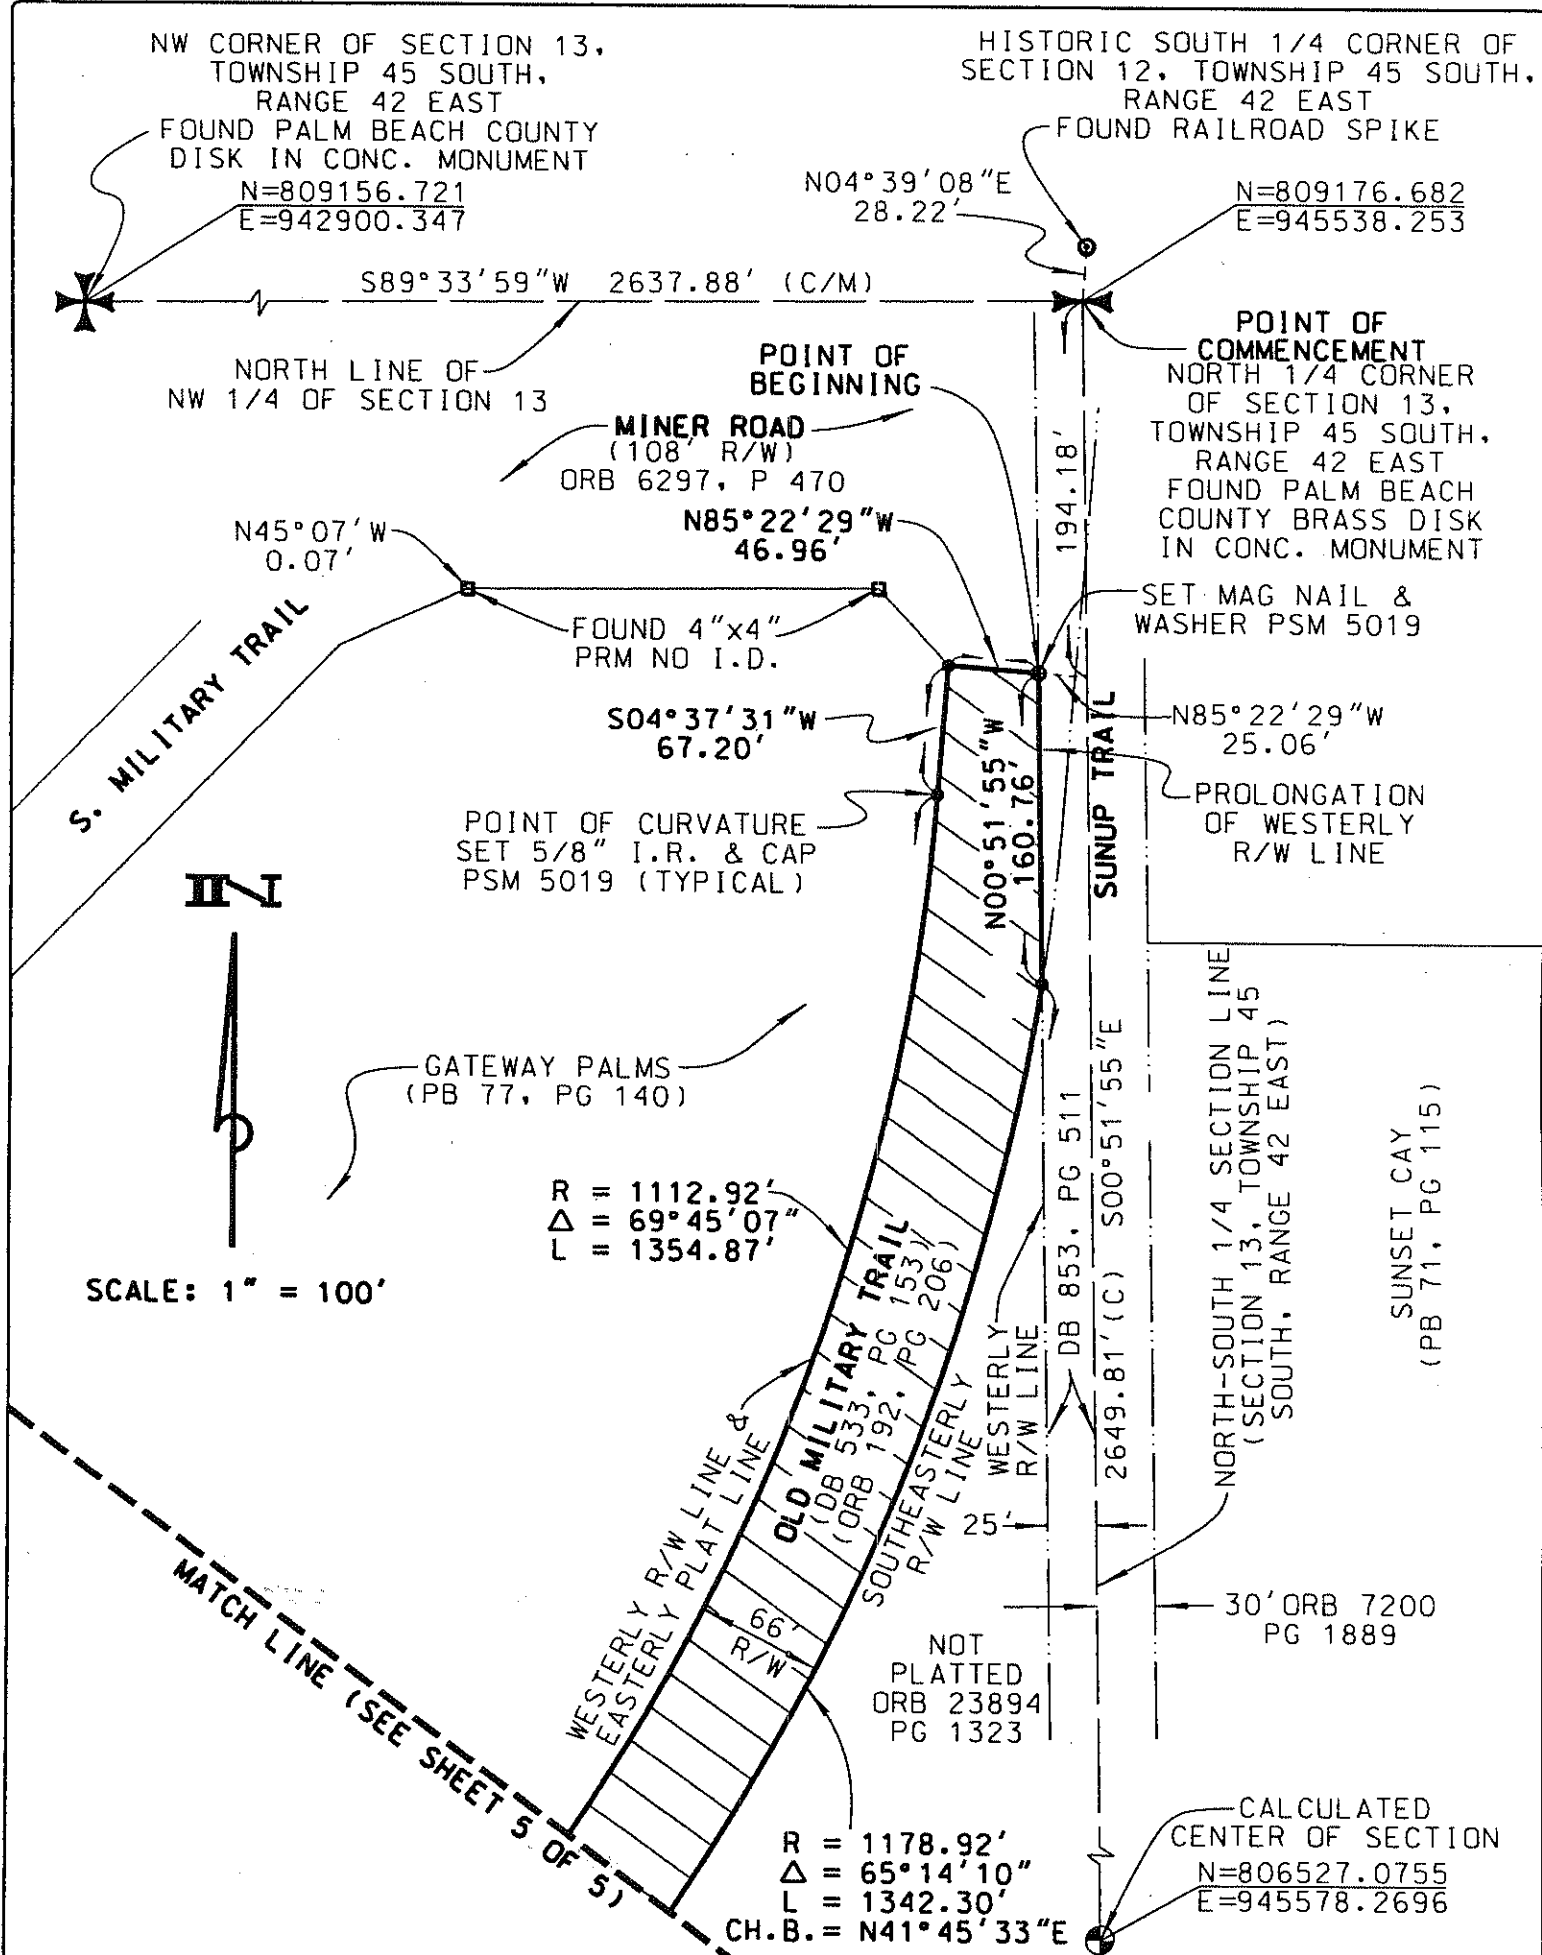 NW CORNER OF SECTION 13,
TOWNSHIP 45 SOUTH,
RANGE 42 EAST
FOUND PALM BEACH COUNTY
DISK IN CONC. MONUMENT
N=809156.721
E=942900.347
HISTORIC SOUTH 1/4 CORNER OF
SECTION 12, TOWNSHIP 45 SOUTH,
RANGE 42 EAST
FOUND RAILROAD SPIKE
N04°39'08"E
28.22'
N=809176.682
E=945538.253
S89°33'59"W 2637.88' (C/M)
NORTH LINE OF
NW 1/4 OF SECTION 13
POINT OF
BEGINNING
POINT OF
COMMENCEMENT
NORTH 1/4 CORNER
OF SECTION 13,
TOWNSHIP 45 SOUTH,
RANGE 42 EAST
FOUND PALM BEACH
COUNTY BRASS DISK
IN CONC. MONUMENT
MINER ROAD
(108' R/W)
ORB 6297, P 470
194.18'
N85°22'29"W
46.96'
N45°07'W
0.07'
SET MAG NAIL &
WASHER PSM 5019
FOUND 4"x4"
PRM NO I.D.
S. MILITARY TRAIL
S04°37'31"W
67.20'
N85°22'29"W
25.06'
N00°51'55"W
160.76'
SUNUP TRAIL
PROLONGATION
OF WESTERLY
R/W LINE
POINT OF CURVATURE
SET 5/8" I.R. & CAP
PSM 5019 (TYPICAL)
N
GATEWAY PALMS
(PB 77, PG 140)
SCALE: 1" = 100'
R = 1112.92'
Δ = 69°45'07"
L = 1354.87'
OLD MILITARY TRAIL
(DB 533, PG 153)
(ORB 192, PG 206)
WESTERLY R/W LINE &
EASTERLY PLAT LINE
SOUTHEASTERLY
R/W LINE
66'
R/W
WESTERLY
R/W LINE
DB 853, PG 511
2649.81'(C) S00°51'55"E
NORTH-SOUTH 1/4 SECTION LINE
(SECTION 13, TOWNSHIP 45
SOUTH, RANGE 42 EAST)
SUNSET CAY
(PB 71, PG 115)
25'
30'ORB 7200
PG 1889
NOT
PLATTED
ORB 23894
PG 1323
MATCH LINE (SEE SHEET 5 OF 5)
R = 1178.92'
Δ = 65°14'10"
L = 1342.30'
CH.B.= N41°45'33"E
CALCULATED
CENTER OF SECTION
N=806527.0755
E=945578.2696